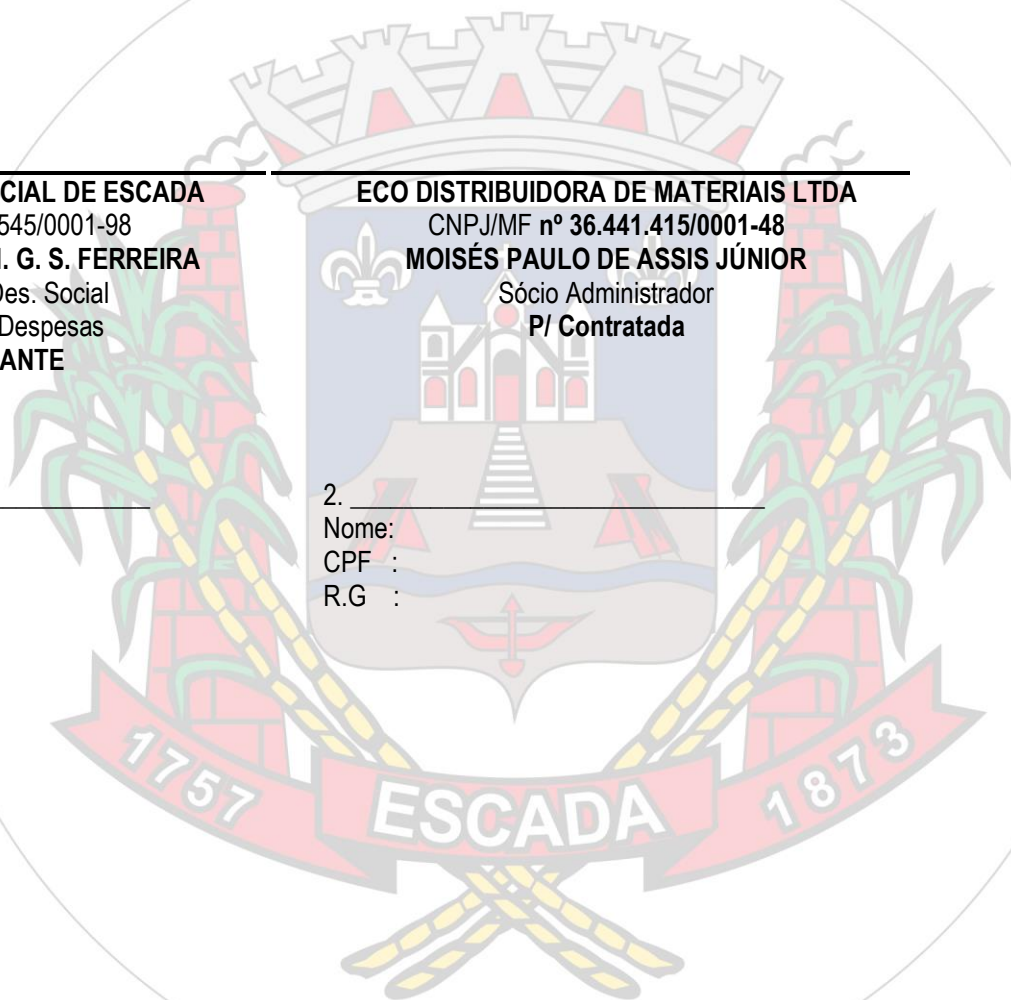 CIAL DE ESCADA
545/0001-98
. G. S. FERREIRA
Des. Social
Despesas
ANTE
ECO DISTRIBUIDORA DE MATERIAIS LTDA
CNPJ/MF nº 36.441.415/0001-48
MOISÉS PAULO DE ASSIS JÚNIOR
Sócio Administrador
P/ Contratada
2. _______________________________
Nome:
CPF :
R.G :
1757 ESCADA 1873